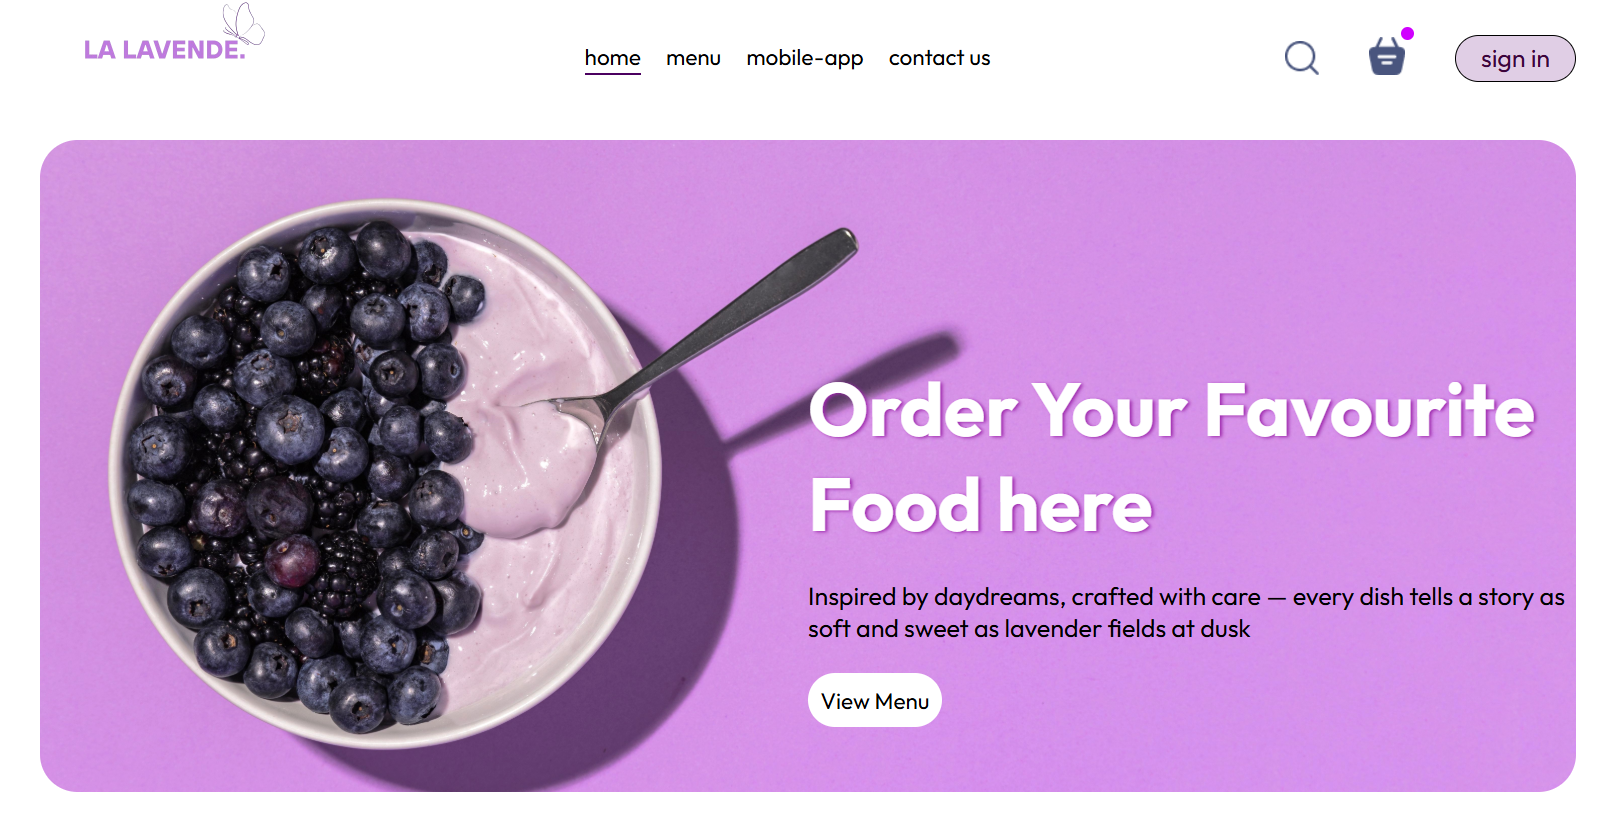 LA LAVENDE.
home menu mobile-app contact us
sign in
Order Your Favourite
Food here
Inspired by daydreams, crafted with care — every dish tells a story as
soft and sweet as lavender fields at dusk
View Menu